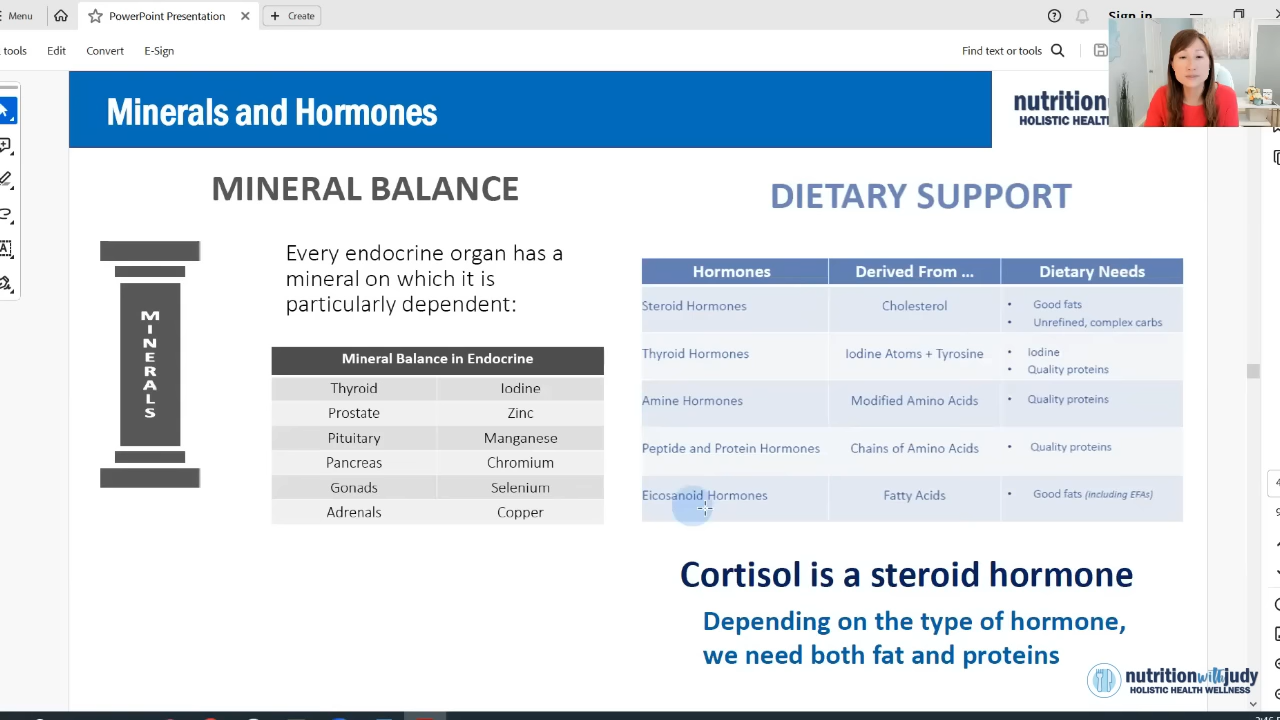 Menu
PowerPoint Presentation
Create
Sign in
tools
Edit
Convert
E-Sign
Find text or tools
Minerals and Hormones
nutrition
HOLISTIC HEALTH
MINERAL BALANCE
MINERALS
Every endocrine organ has a
mineral on which it is
particularly dependent:
Mineral Balance in Endocrine
Thyroid Iodine
Prostate Zinc
Pituitary Manganese
Pancreas Chromium
Gonads Selenium
Adrenals Copper
DIETARY SUPPORT
Hormones Derived From ... Dietary Needs
Steroid Hormones Cholesterol • Good fats
• Unrefined, complex carbs
Thyroid Hormones Iodine Atoms + Tyrosine • Iodine
• Quality proteins
Amine Hormones Modified Amino Acids • Quality proteins
Peptide and Protein Hormones Chains of Amino Acids • Quality proteins
Eicosanoid Hormones Fatty Acids • Good fats (including EFAs)
Cortisol is a steroid hormone
Depending on the type of hormone,
we need both fat and proteins
nutrition with judy
HOLISTIC HEALTH WELLNESS